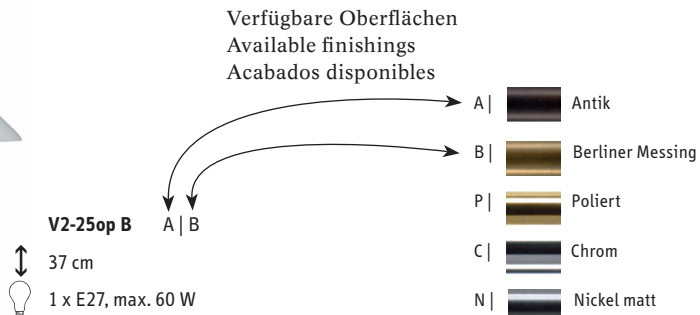 Verfügbare Oberflächen
Available finishings
Acabados disponibles
A | Antik
B | Berliner Messing
P | Poliert
C | Chrom
N | Nickel matt
V2-25op B A | B
37 cm
1 x E27, max. 60 W